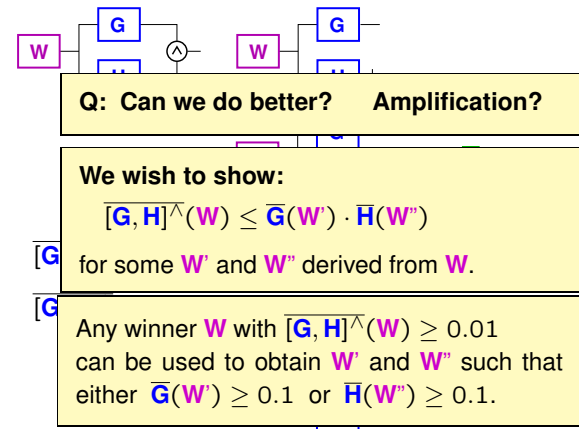 G
G
W
∧
W
H
H
Q: Can we do better? Amplification?
G
We wish to show:
[G, H]^∧(W) ≤ G(W') · H(W")
[G
for some W' and W" derived from W.
[G
Any winner W with [G, H]^∧(W) ≥ 0.01
can be used to obtain W' and W" such that
either G(W') ≥ 0.1 or H(W") ≥ 0.1.